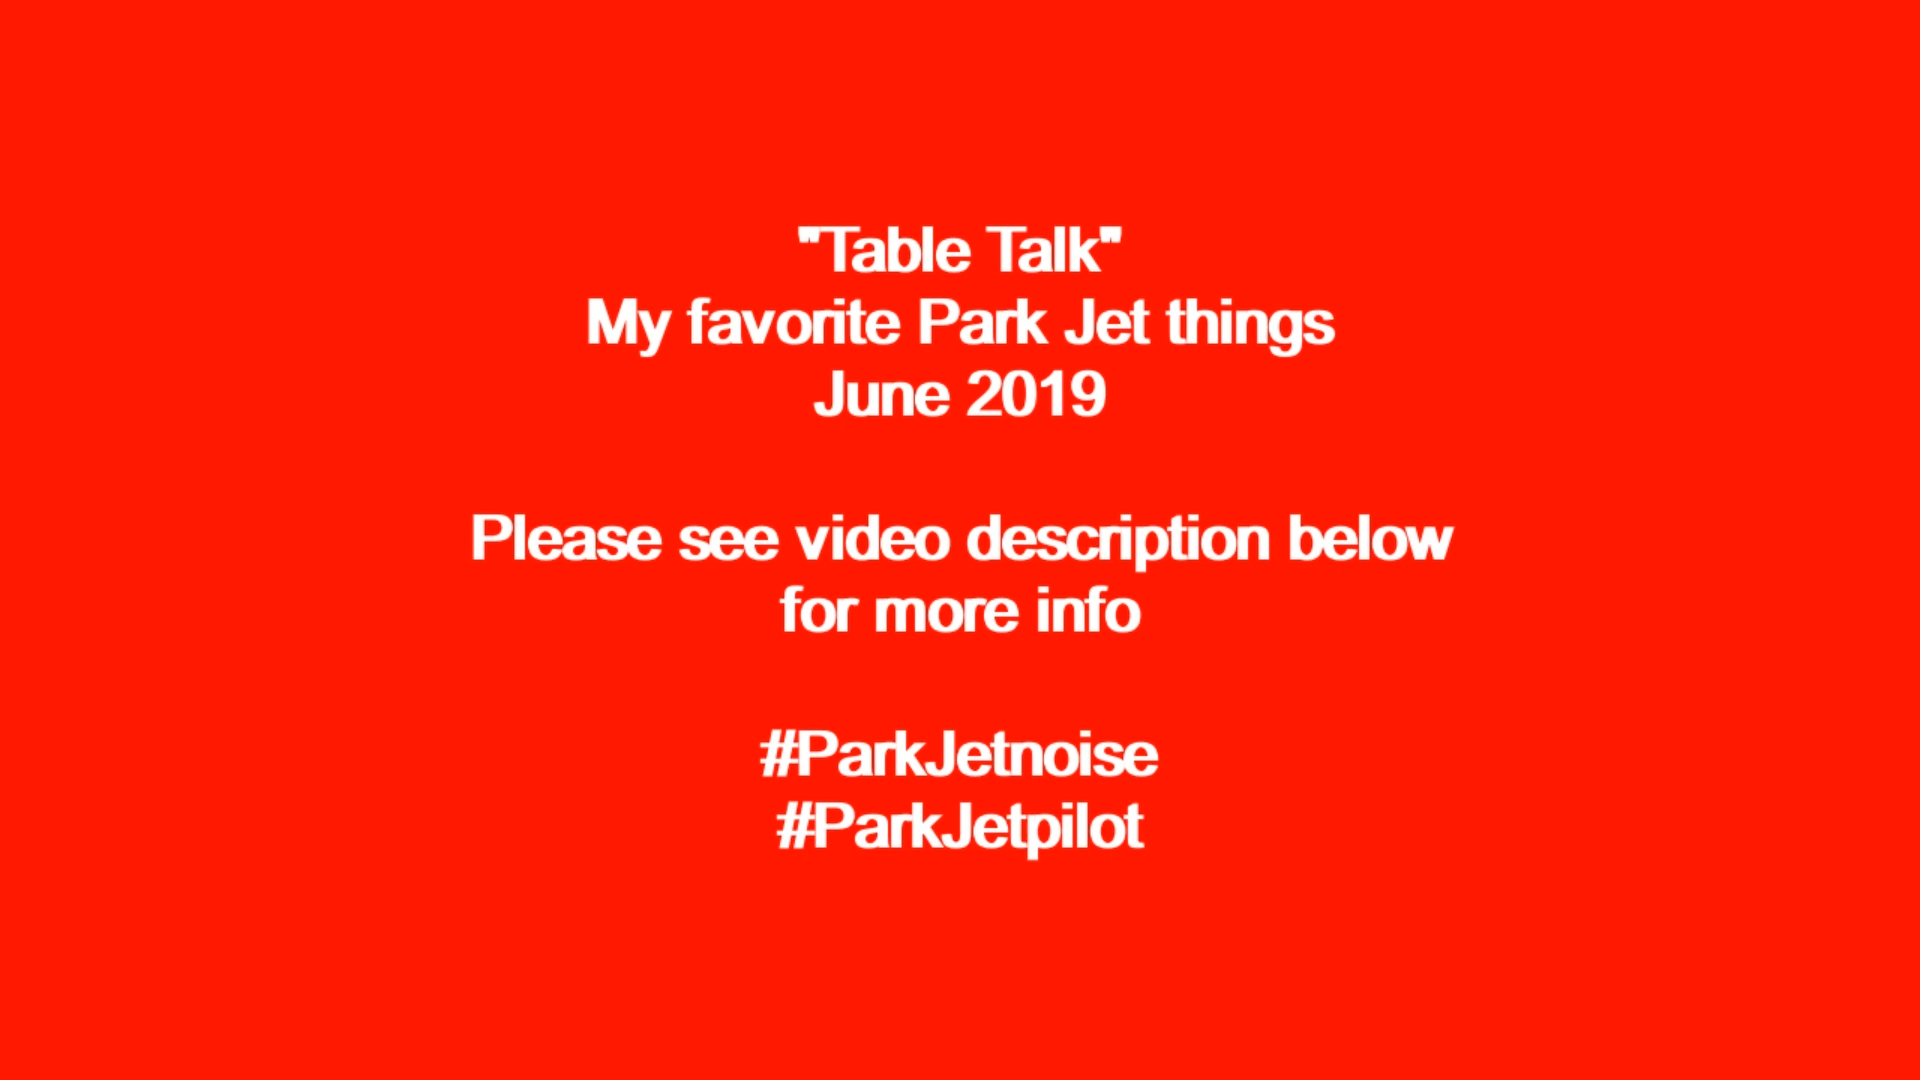 "Table Talk"
My favorite Park Jet things
June 2019
Please see video description below
for more info
#ParkJetnoise
#ParkJetpilot